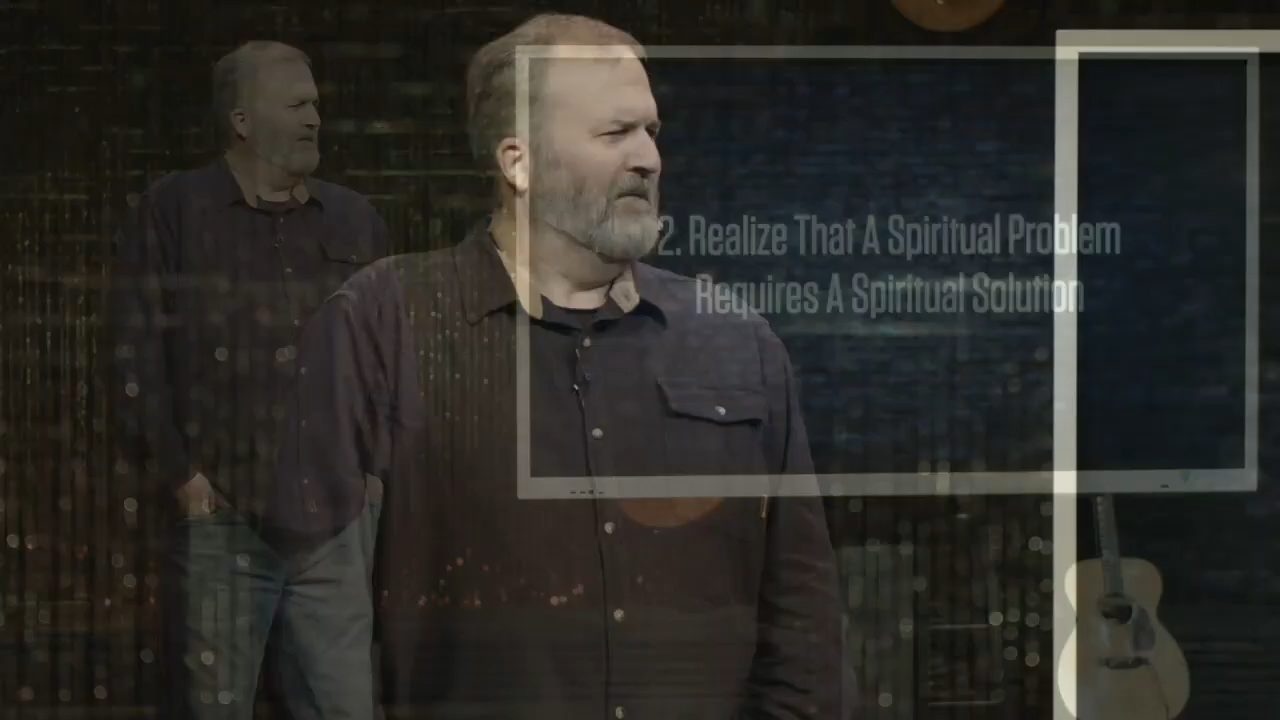 2. Realize That A Spiritual Problem
Requires A Spiritual Solution